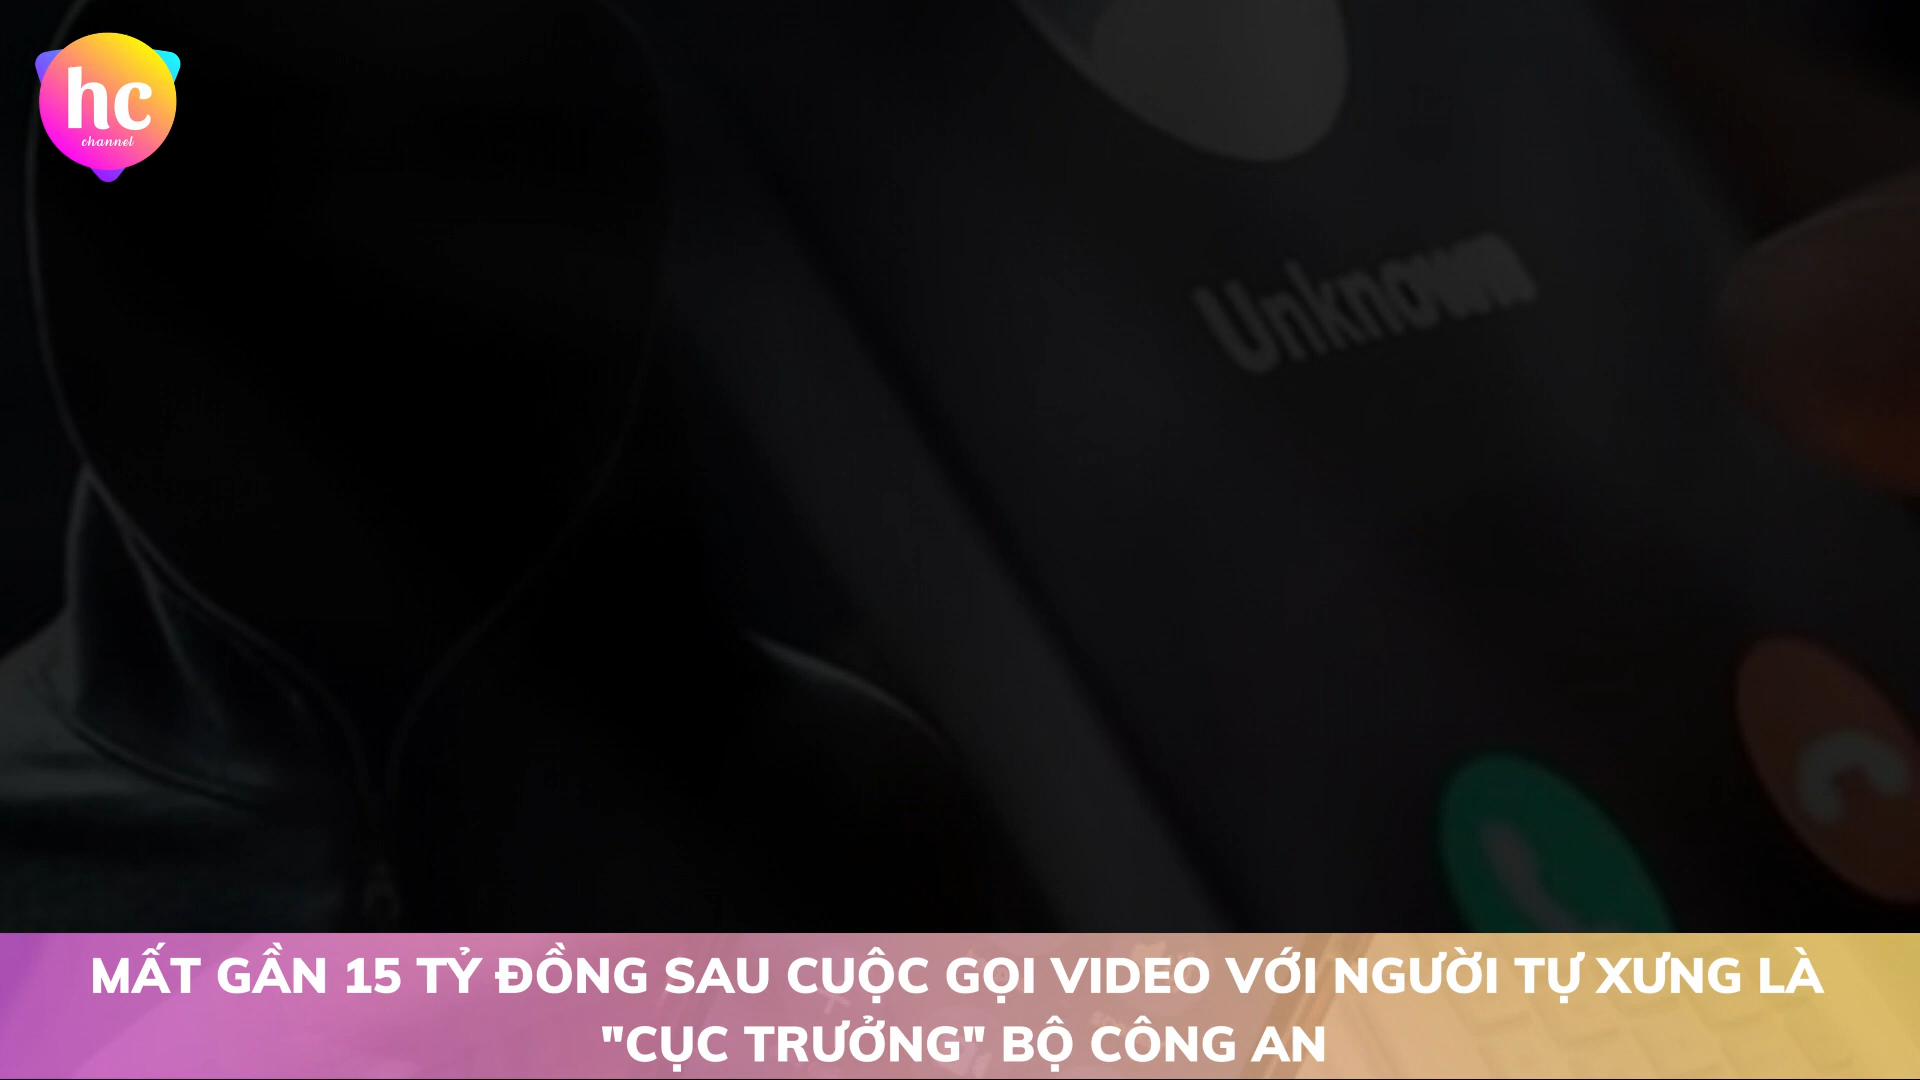 hc
channel
Unknown
MẤT GẦN 15 TỶ ĐỒNG SAU CUỘC GỌI VIDEO VỚI NGƯỜI TỰ XƯNG LÀ
"CỤC TRƯỞNG" BỘ CÔNG AN